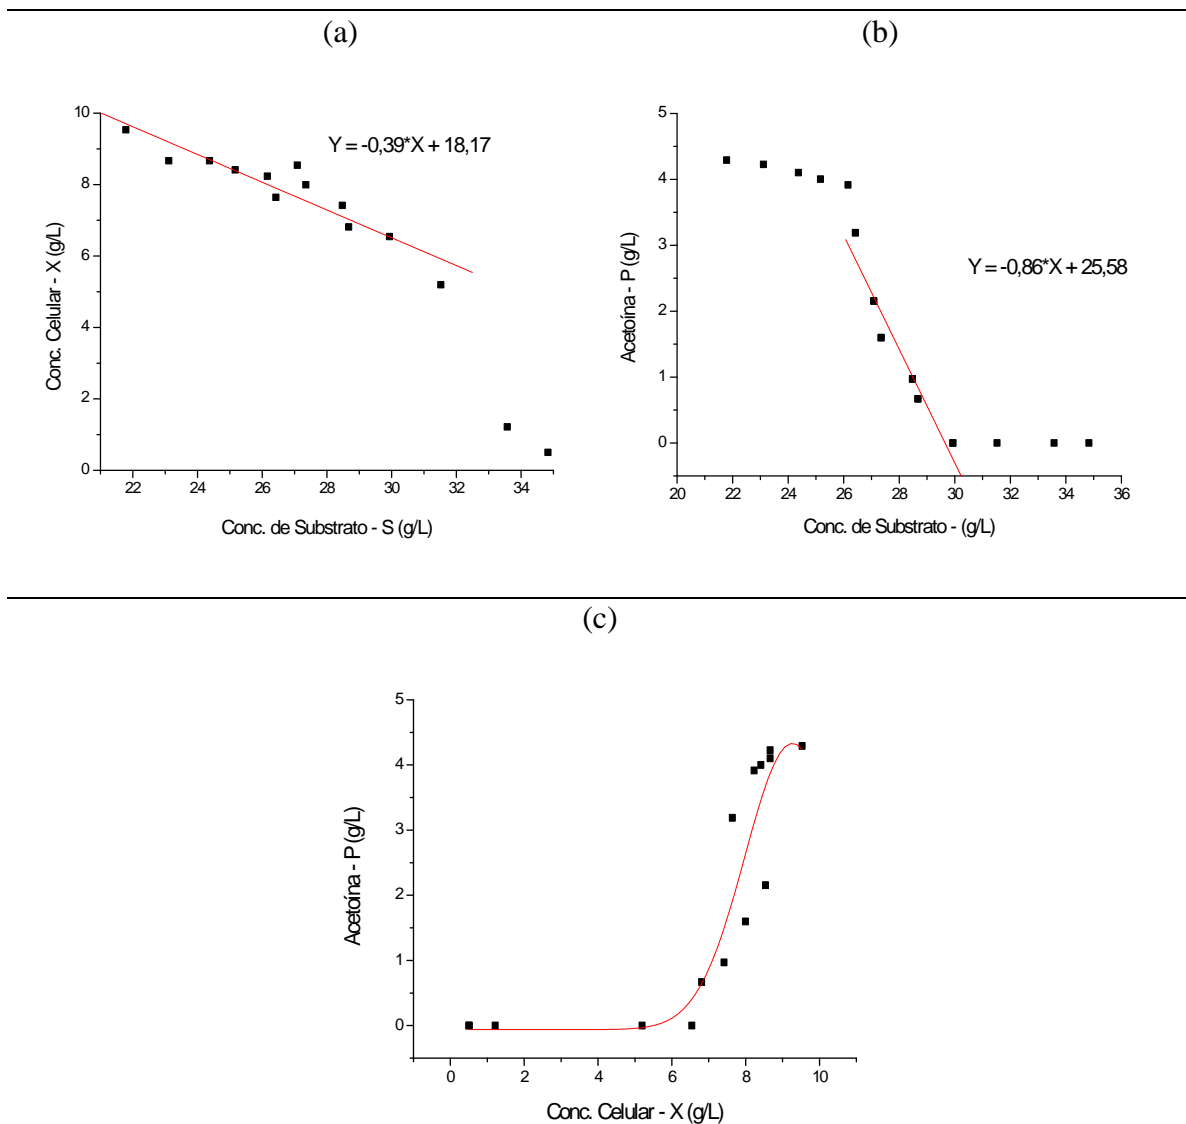 (a)
(b)
Y = -0,39*X + 18,17
Conc. Celular - X (g/L)
10
8
6
4
2
0
22 24 26 28 30 32 34
Conc. de Substrato - S (g/L)
Y = -0,86*X + 25,58
Acetoína - P (g/L)
5
4
3
2
1
0
20 22 24 26 28 30 32 34 36
Conc. de Substrato - (g/L)
(c)
Acetoína - P (g/L)
5
4
3
2
1
0
0 2 4 6 8 10
Conc. Celular - X (g/L)